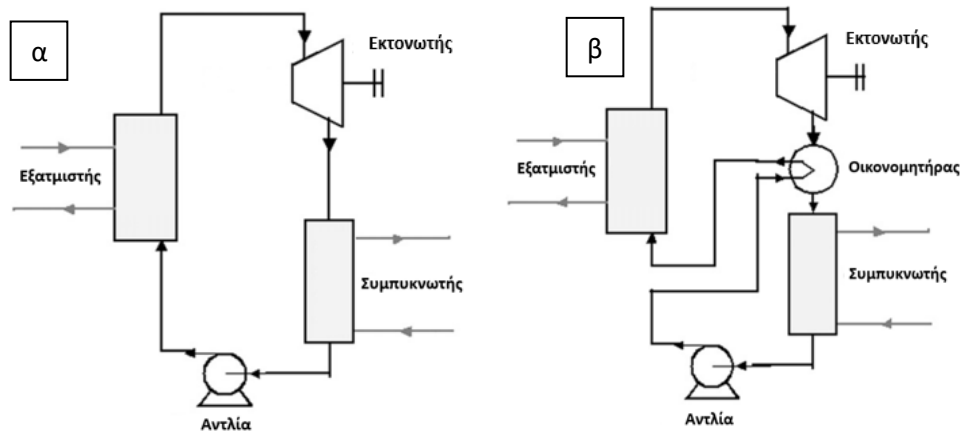 α
Εκτονωτής
Εξατμιστής
Συμπυκνωτής
Αντλία
β
Εκτονωτής
Εξατμιστής
Οικονομητήρας
Συμπυκνωτής
Αντλία